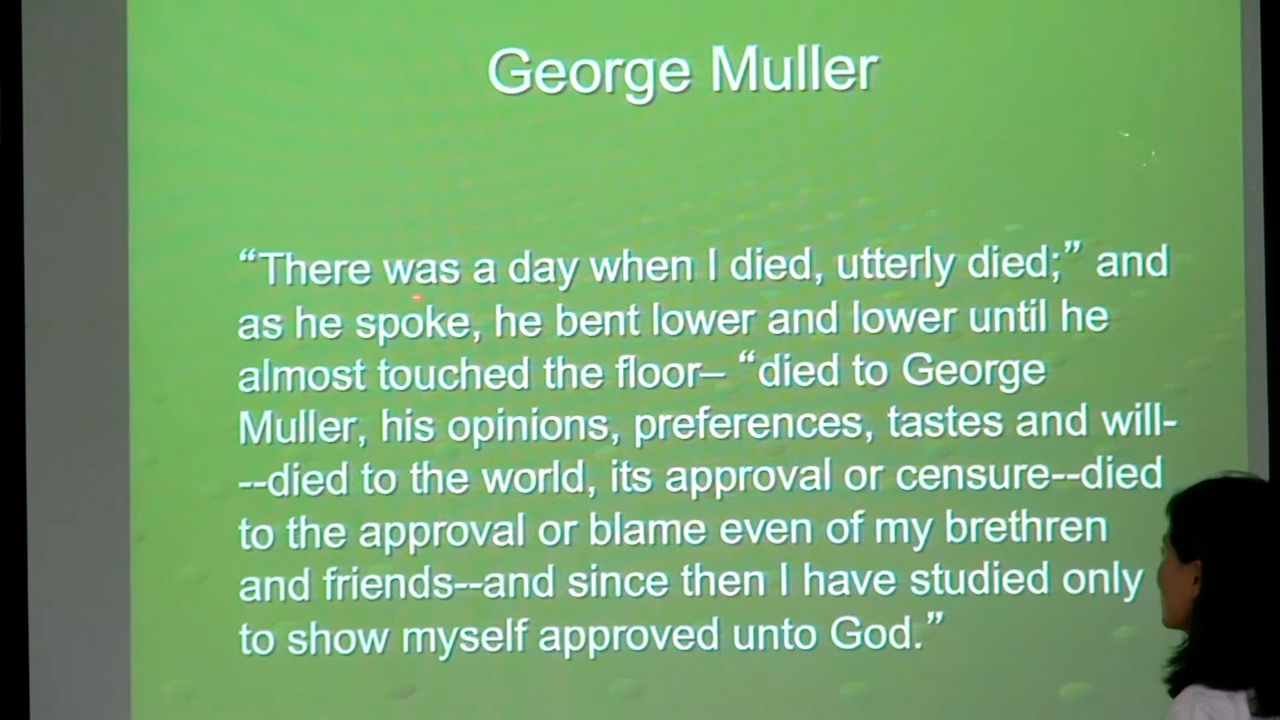 George Muller
“There was a day when I died, utterly died;” and
as he spoke, he bent lower and lower until he
almost touched the floor– “died to George
Muller, his opinions, preferences, tastes and will-
--died to the world, its approval or censure--died
to the approval or blame even of my brethren
and friends--and since then I have studied only
to show myself approved unto God.”